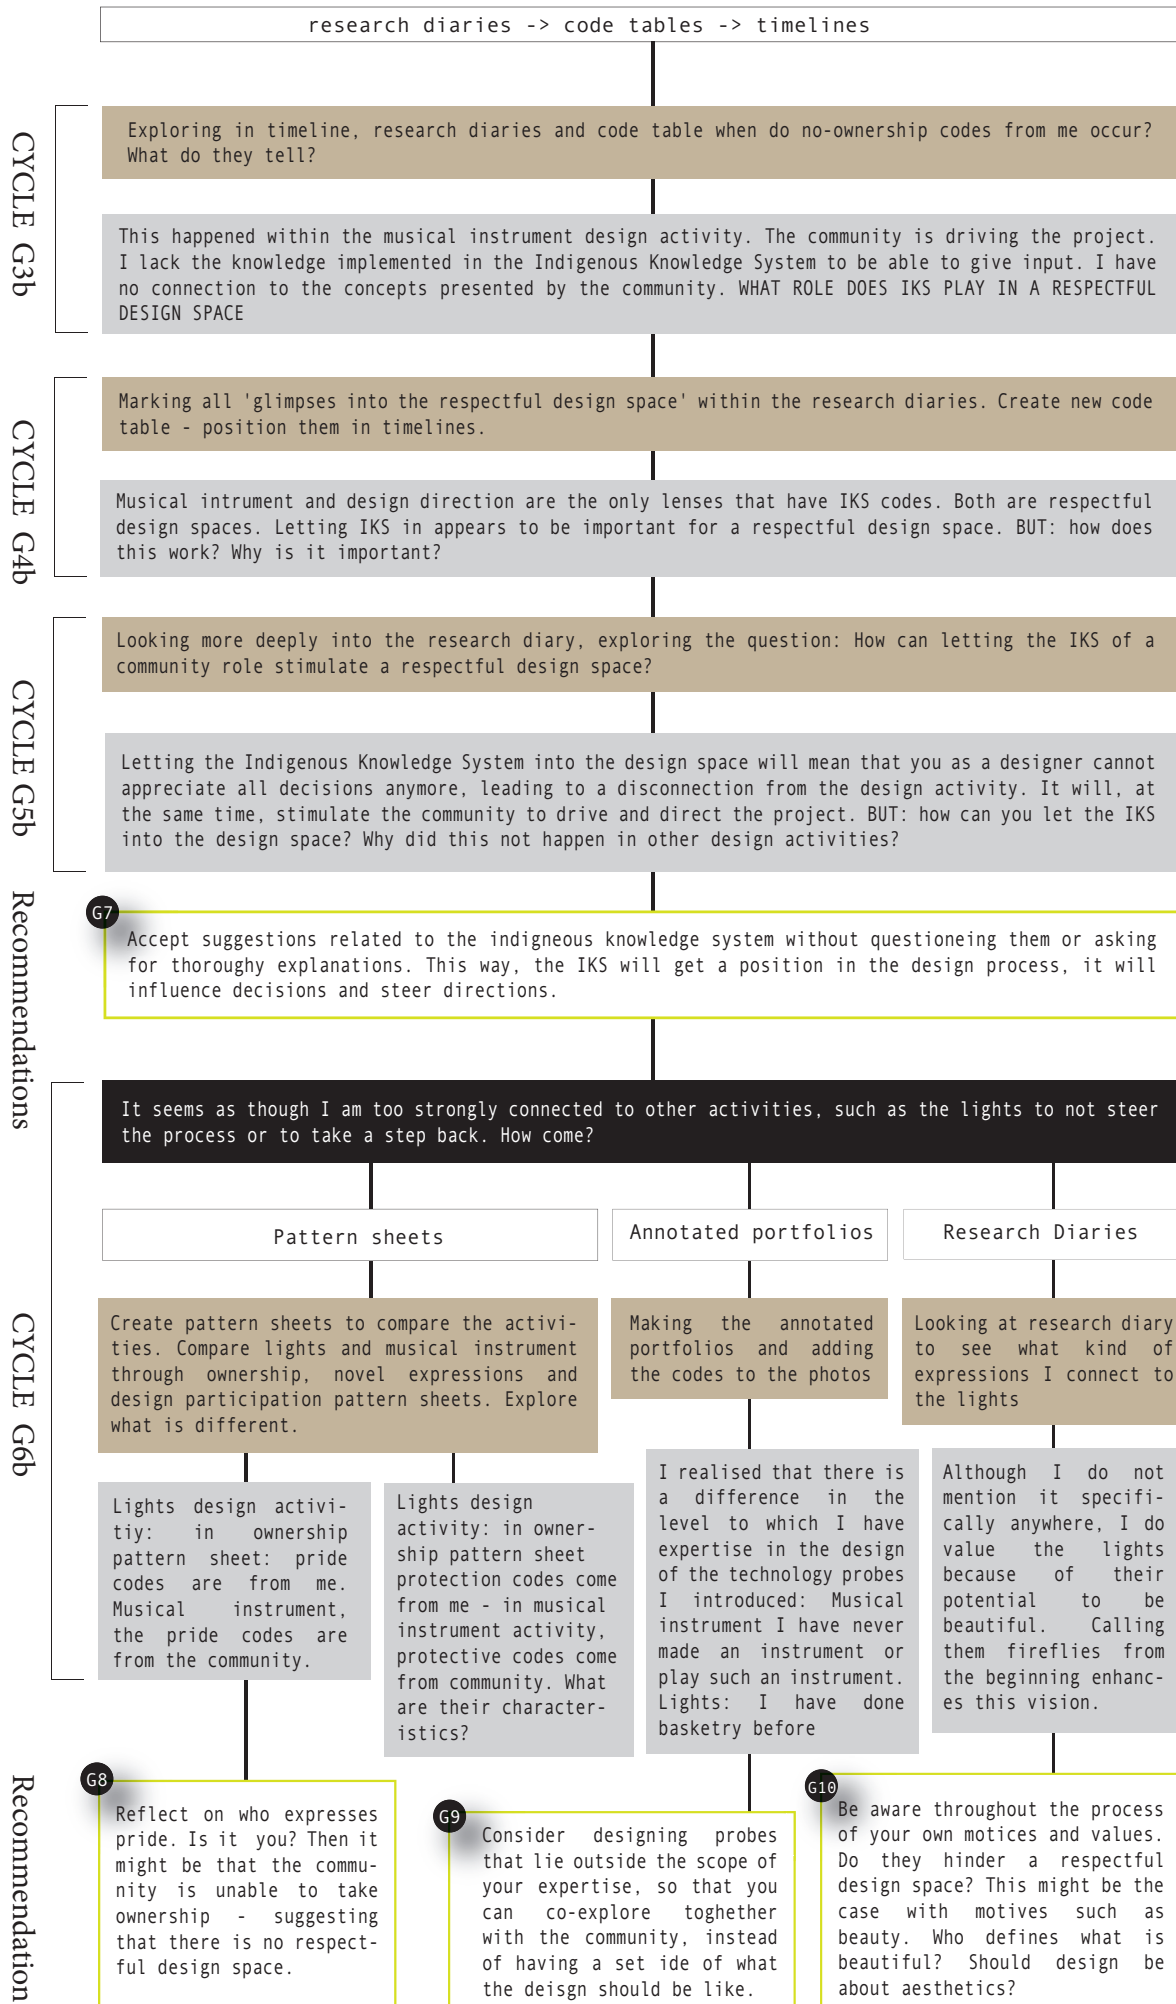 research diaries -> code tables -> timelines
CYCLE G3b
Exploring in timeline, research diaries and code table when do no-ownership codes from me occur?
What do they tell?
This happened within the musical instrument design activity. The community is driving the project.
I lack the knowledge implemented in the Indigenous Knowledge System to be able to give input. I have
no connection to the concepts presented by the community. WHAT ROLE DOES IKS PLAY IN A RESPECTFUL
DESIGN SPACE
CYCLE G4b
Marking all 'glimpses into the respectful design space' within the research diaries. Create new code
table - position them in timelines.
Musical intrument and design direction are the only lenses that have IKS codes. Both are respectful
design spaces. Letting IKS in appears to be important for a respectful design space. BUT: how does
this work? Why is it important?
CYCLE G5b
Looking more deeply into the research diary, exploring the question: How can letting the IKS of a
community role stimulate a respectful design space?
Letting the Indigenous Knowledge System into the design space will mean that you as a designer cannot
appreciate all decisions anymore, leading to a disconnection from the design activity. It will, at
the same time, stimulate the community to drive and direct the project. BUT: how can you let the IKS
into the design space? Why did this not happen in other design activities?
Recommendations
G7
Accept suggestions related to the indigneous knowledge system without questioneing them or asking
for thoroughy explanations. This way, the IKS will get a position in the design process, it will
influence decisions and steer directions.
CYCLE G6b
It seems as though I am too strongly connected to other activities, such as the lights to not steer
the process or to take a step back. How come?
Pattern sheets
Create pattern sheets to compare the activi-
ties. Compare lights and musical instrument
through ownership, novel expressions and
design participation pattern sheets. Explore
what is different.
Lights design activi-
tiy: in ownership
pattern sheet: pride
codes are from me.
Musical instrument,
the pride codes are
from the community.
Lights design
activity: in owner-
ship pattern sheet
protection codes come
from me - in musical
instrument activity,
protective codes come
from community. What
are their character-
istics?
Annotated portfolios
Making the annotated
portfolios and adding
the codes to the photos
I realised that there is
a difference in the
level to which I have
expertise in the design
of the technology probes
I introduced: Musical
instrument I have never
made an instrument or
play such an instrument.
Lights: I have done
basketry before
Research Diaries
Looking at research diary
to see what kind of
expressions I connect to
the lights
Although I do not
mention it specifi-
cally anywhere, I do
value the lights
because of their
potential to be
beautiful. Calling
them fireflies from
the beginning enhanc-
es this vision.
Recommendation
G8
Reflect on who expresses
pride. Is it you? Then it
might be that the commu-
nity is unable to take
ownership - suggesting
that there is no respect-
ful design space.
G9
Consider designing probes
that lie outside the scope of
your expertise, so that you
can co-explore toghether
with the community, instead
of having a set ide of what
the deisgn should be like.
G10
Be aware throughout the process
of your own motices and values.
Do they hinder a respectful
design space? This might be the
case with motives such as
beauty. Who defines what is
beautiful? Should design be
about aesthetics?